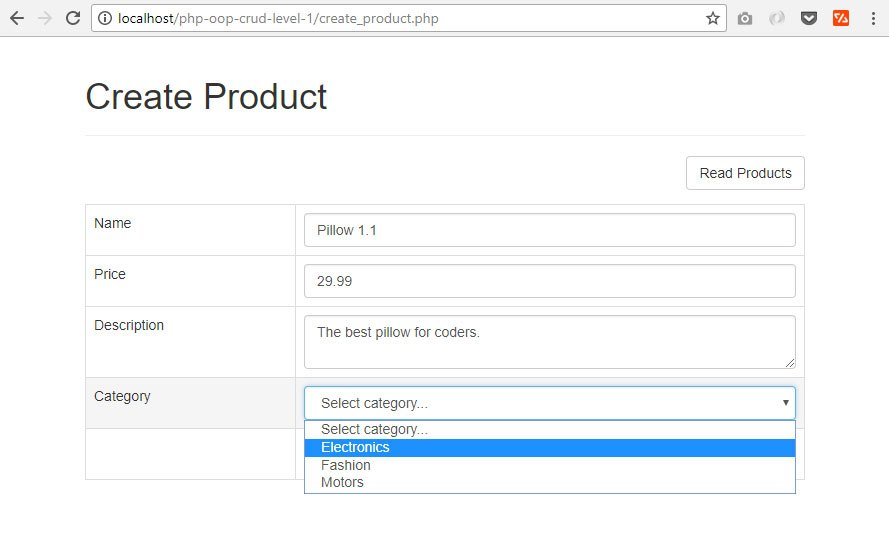 localhost/php-oop-crud-level-1/create_product.php
Create Product
Read Products
Name
Pillow 1.1
Price
29.99
Description
The best pillow for coders.
Category
Select category...
Select category...
Electronics
Fashion
Motors